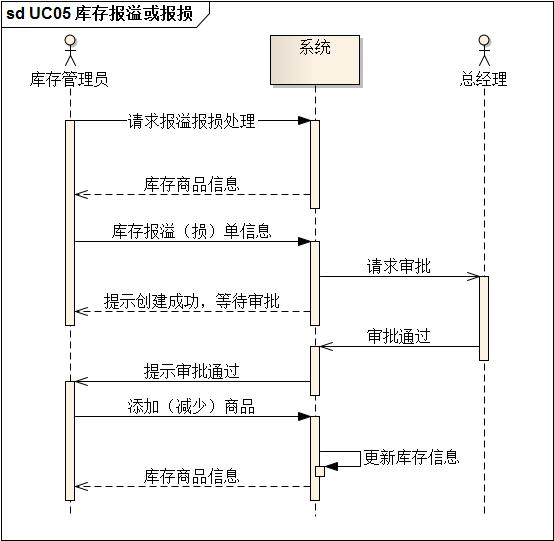 sd UC05 库存报溢或报损
库存管理员
系统
总经理
请求报溢报损处理
库存商品信息
库存报溢（损）单信息
请求审批
提示创建成功，等待审批
审批通过
提示审批通过
添加（减少）商品
更新库存信息
库存商品信息